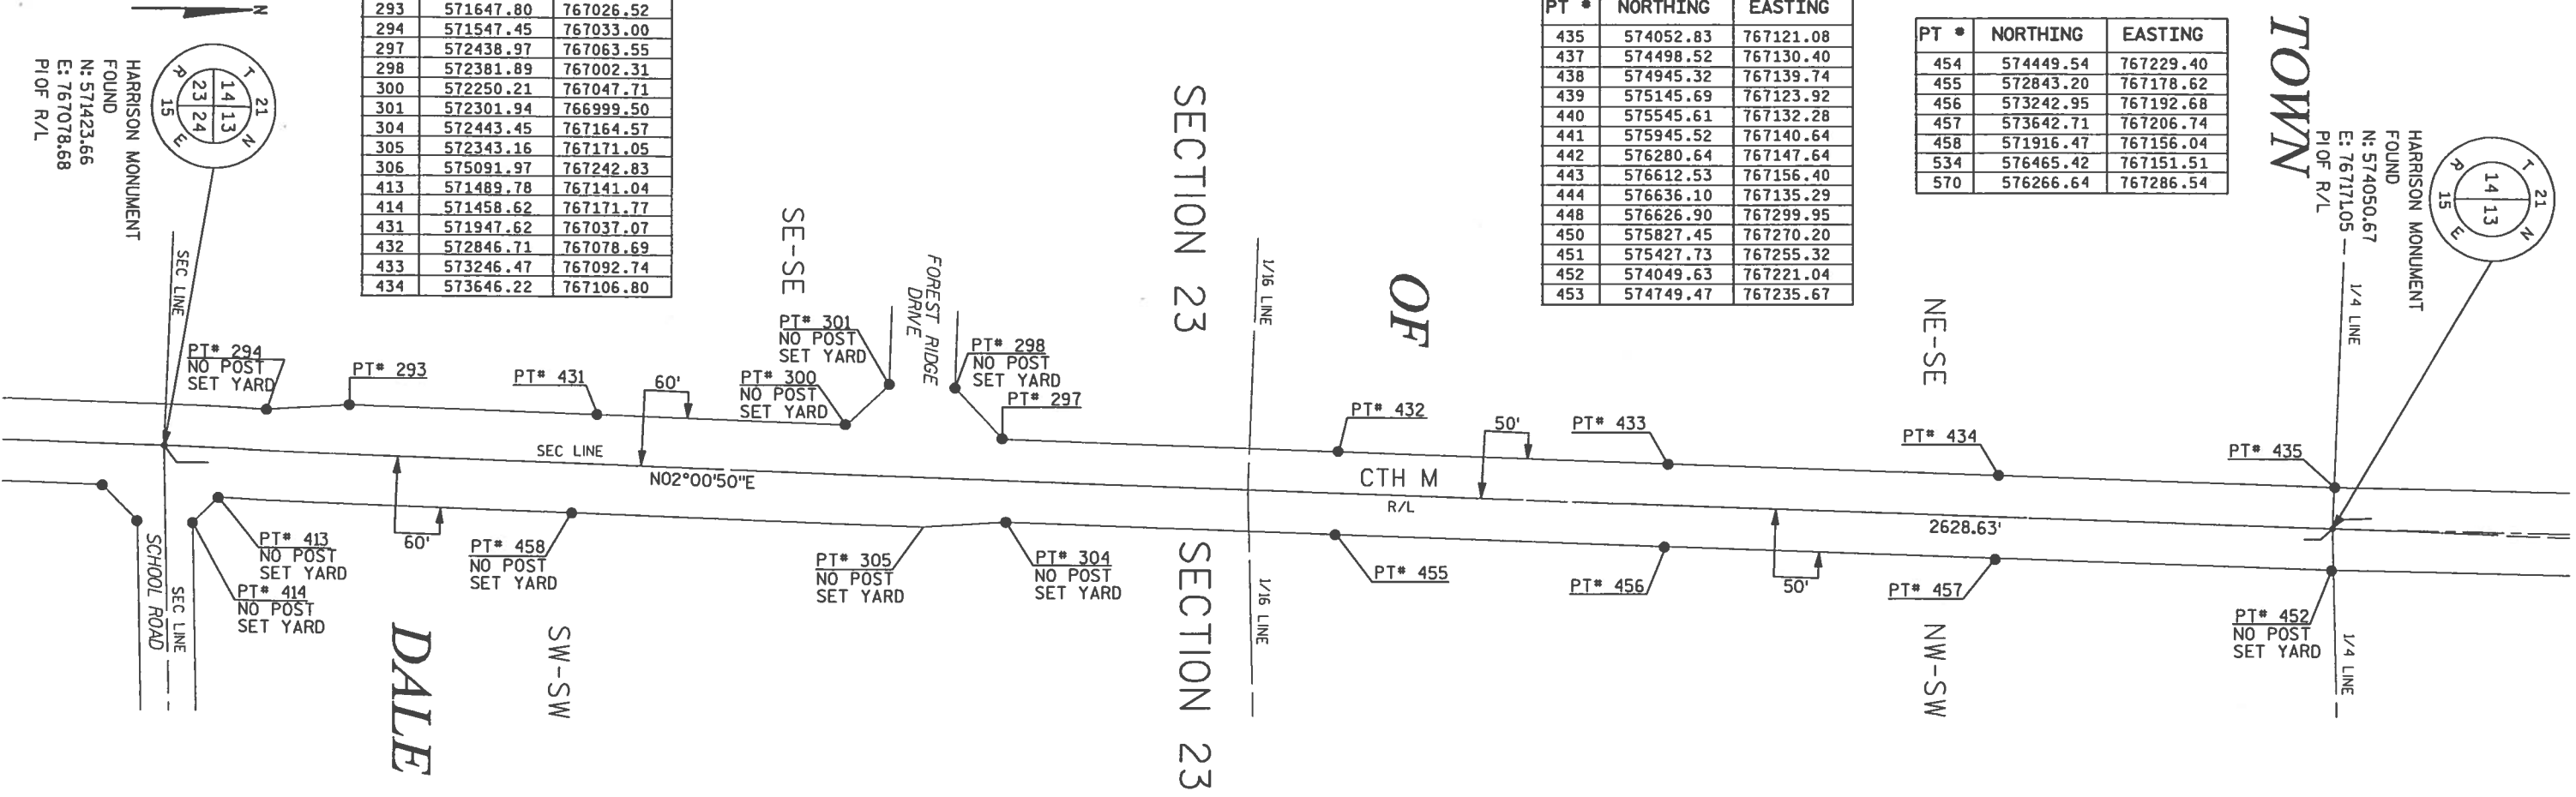 N
T 21 N
14 13
23 24
R 15 E
HARRISON MONUMENT
FOUND
N: 571423.66
E: 767078.68
PI OF R/L
293 571647.80 767026.52
294 571547.45 767033.00
297 572438.97 767063.55
298 572381.89 767002.31
300 572250.21 767047.71
301 572301.94 766999.50
304 572443.45 767164.57
305 572343.16 767171.05
306 575091.97 767242.83
413 571489.78 767141.04
414 571458.62 767171.77
431 571947.62 767037.07
432 572846.71 767078.69
433 573246.47 767092.74
434 573646.22 767106.80
PT # NORTHING EASTING
435 574052.83 767121.08
437 574498.52 767130.40
438 574945.32 767139.74
439 575145.69 767123.92
440 575545.61 767132.28
441 575945.52 767140.64
442 576280.64 767147.64
443 576612.53 767156.40
444 576636.10 767135.29
448 576626.90 767299.95
450 575827.45 767270.20
451 575427.73 767255.32
452 574049.63 767221.04
453 574749.47 767235.67
PT # NORTHING EASTING
454 574449.54 767229.40
455 572843.20 767178.62
456 573242.95 767192.68
457 573642.71 767206.74
458 571916.47 767156.04
534 576465.42 767151.51
570 576266.64 767286.54
TOWN
T 21 N
14 13
R 15 E
HARRISON MONUMENT
FOUND
N: 574050.67
E: 767171.05
PI OF R/L
1/4 LINE
SEC LINE
SE-SE
FOREST RIDGE
DRIVE
SECTION 23
1/16 LINE
OF
NE-SE
PT# 294
NO POST
SET YARD
PT# 293
PT# 431
60'
PT# 301
NO POST
SET YARD
PT# 300
NO POST
SET YARD
PT# 298
NO POST
SET YARD
PT# 297
PT# 432
50'
PT# 433
PT# 434
PT# 435
SEC LINE
N02°00'50"E
CTH M
R/L
2628.63'
PT# 413
NO POST
SET YARD
PT# 414
NO POST
SET YARD
60'
PT# 458
NO POST
SET YARD
PT# 305
NO POST
SET YARD
PT# 304
NO POST
SET YARD
PT# 455
PT# 456
50'
PT# 457
PT# 452
NO POST
SET YARD
SCHOOL ROAD
SEC LINE
DALE
SW-SW
SECTION 23
1/16 LINE
NW-SW
1/4 LINE